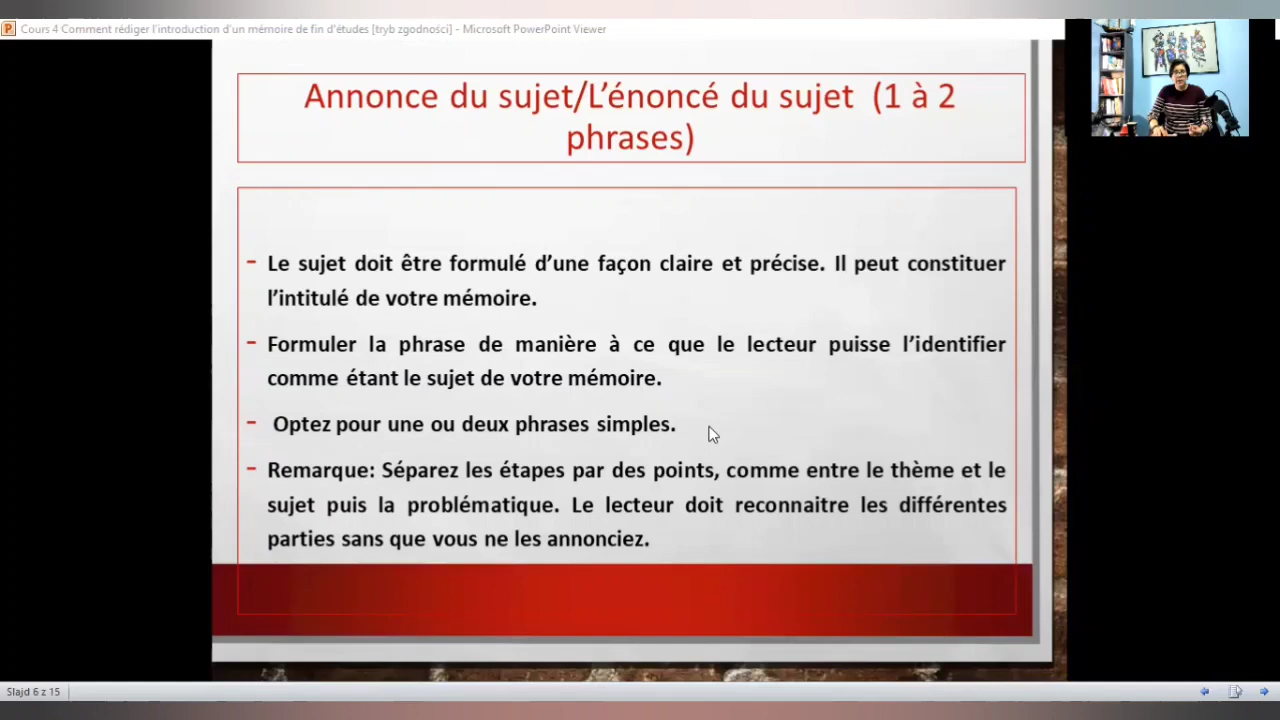 Cours 4 Comment rédiger l'introduction d'un mémoire de fin d'études [tryb zgodności] - Microsoft PowerPoint Viewer
Annonce du sujet/L'énoncé du sujet (1 à 2
phrases)
- Le sujet doit être formulé d'une façon claire et précise. Il peut constituer
l'intitulé de votre mémoire.
- Formuler la phrase de manière à ce que le lecteur puisse l'identifier
comme étant le sujet de votre mémoire.
- Optez pour une ou deux phrases simples.
- Remarque: Séparez les étapes par des points, comme entre le thème et le
sujet puis la problématique. Le lecteur doit reconnaitre les différentes
parties sans que vous ne les annonciez.
Slajd 6 z 15